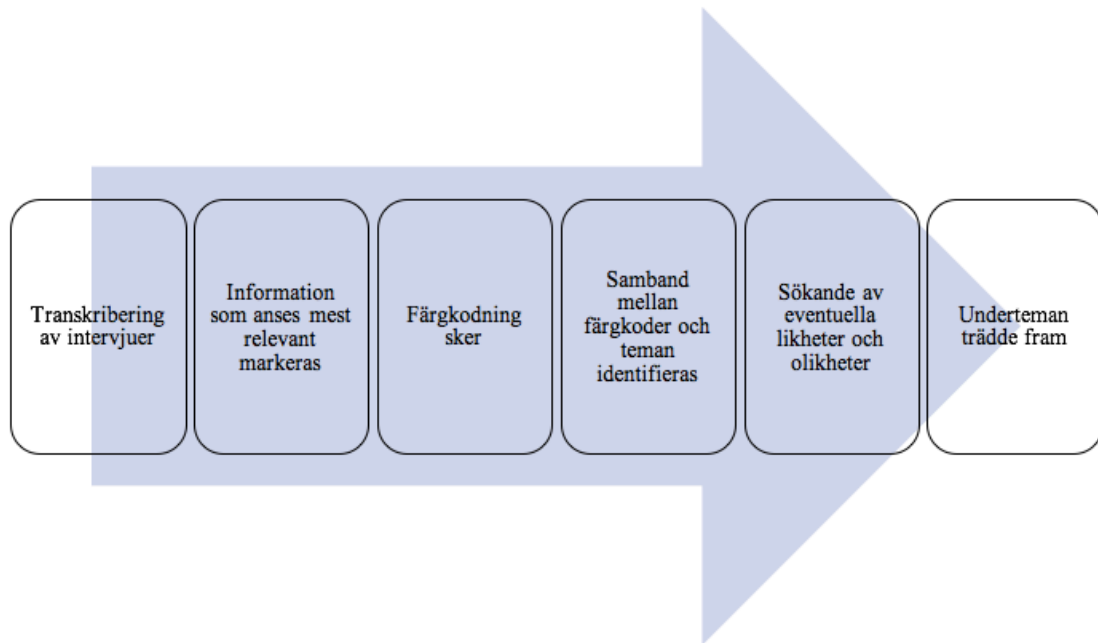 Transkribering
av intervjuer
Information
som anses mest
relevant
markeras
Färgkodning
sker
Samband
mellan
färgkoder och
teman
identifieras
Sökande av
eventuella
likheter och
olikheter
Underteman
trädde fram